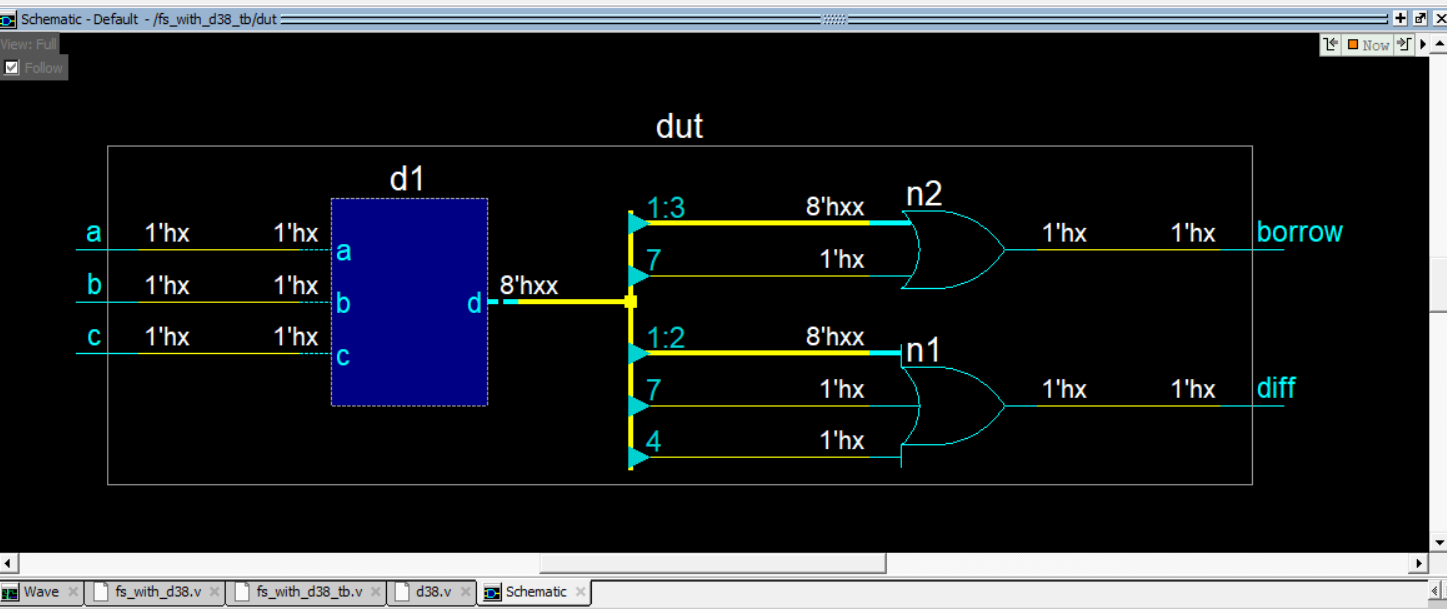 Schematic - Default - /fs_with_d38_tb/dut
View: Full
Follow
Now
dut
d1
n2
1:3
8'hxx
a
1'hx
1'hx
a
1'hx
1'hx
borrow
7
1'hx
b
1'hx
1'hx
b
d
8'hxx
c
1'hx
1'hx
c
1:2
8'hxx
n1
7
1'hx
1'hx
1'hx
diff
4
1'hx
Wave
fs_with_d38.v
fs_with_d38_tb.v
d38.v
Schematic